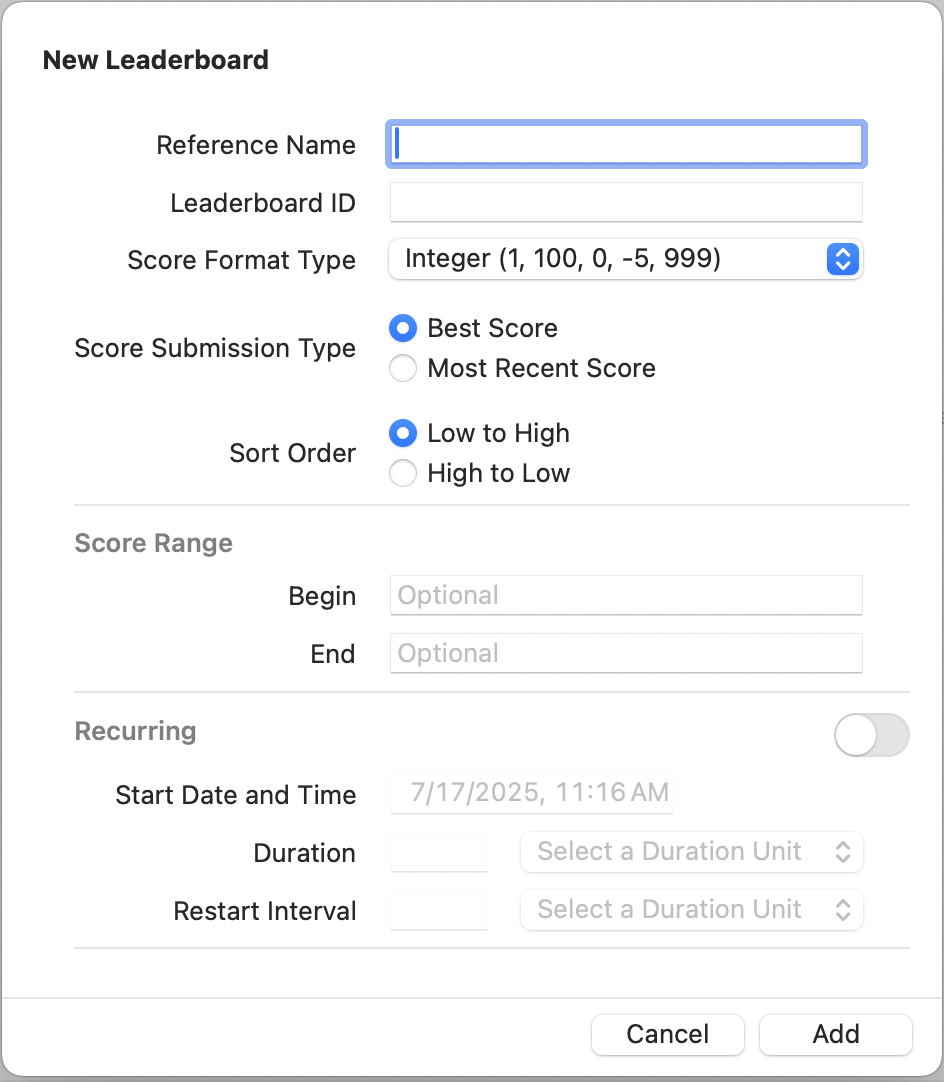 New Leaderboard
Reference Name
Leaderboard ID
Score Format Type Integer (1, 100, 0, -5, 999)
Score Submission Type
Best Score
Most Recent Score
Sort Order
Low to High
High to Low
Score Range
Begin Optional
End Optional
Recurring
Start Date and Time 7/17/2025, 11:16 AM
Duration Select a Duration Unit
Restart Interval Select a Duration Unit
Cancel Add